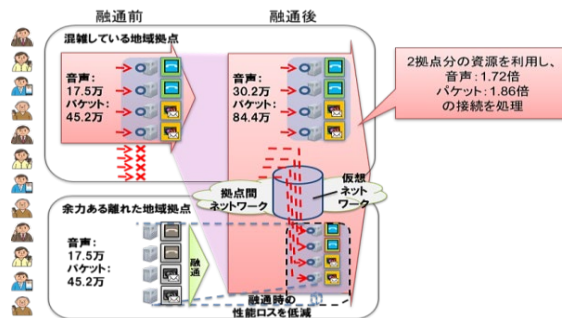 融通前
融通後
混雑している地域拠点
音声:
17.5万
パケット:
45.2万
音声:
30.2万
パケット:
84.4万
2拠点分の資源を利用し、
音声:1.72倍
パケット:1.86倍
の接続を処理
拠点間
ネットワーク
仮想
ネット
ワーク
余力ある離れた地域拠点
音声:
17.5万
パケット:
45.2万
融通
融通時の
性能ロスを低減